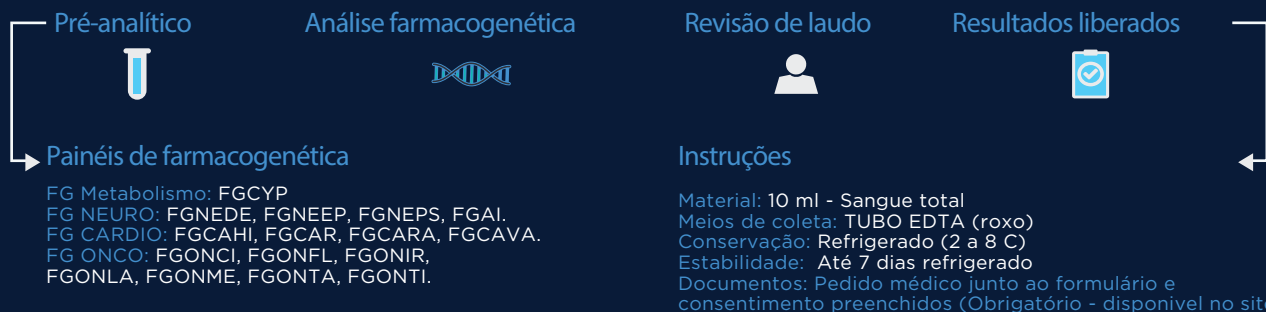 Pré-analítico
Análise farmacogenética
Revisão de laudo
Resultados liberados
Painéis de farmacogenética
FG Metabolismo: FGCYP
FG NEURO: FGNEDE, FGNEEP, FGNEPS, FGAI.
FG CARDIO: FGCAHI, FGCAR, FGCARA, FGCAVA.
FG ONCO: FGONCI, FGONFL, FGONIR,
FGONLA, FGONME, FGONTA, FGONTI.
Instruções
Material: 10 ml - Sangue total
Meios de coleta: TUBO EDTA (roxo)
Conservação: Refrigerado (2 a 8 C)
Estabilidade: Até 7 dias refrigerado
Documentos: Pedido médico junto ao formulário e
consentimento preenchidos (Obrigatório - disponivel no site